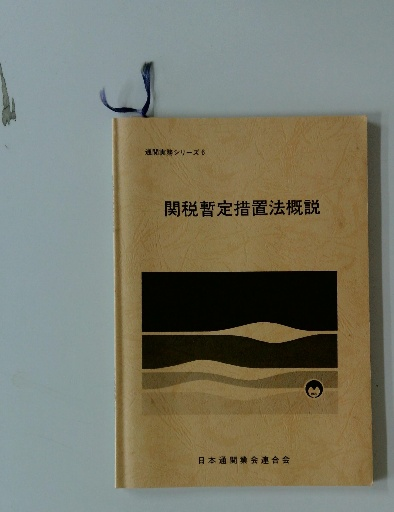 通関実務シリーズ 6
関税暫定措置法概説
日本通関業会連合会